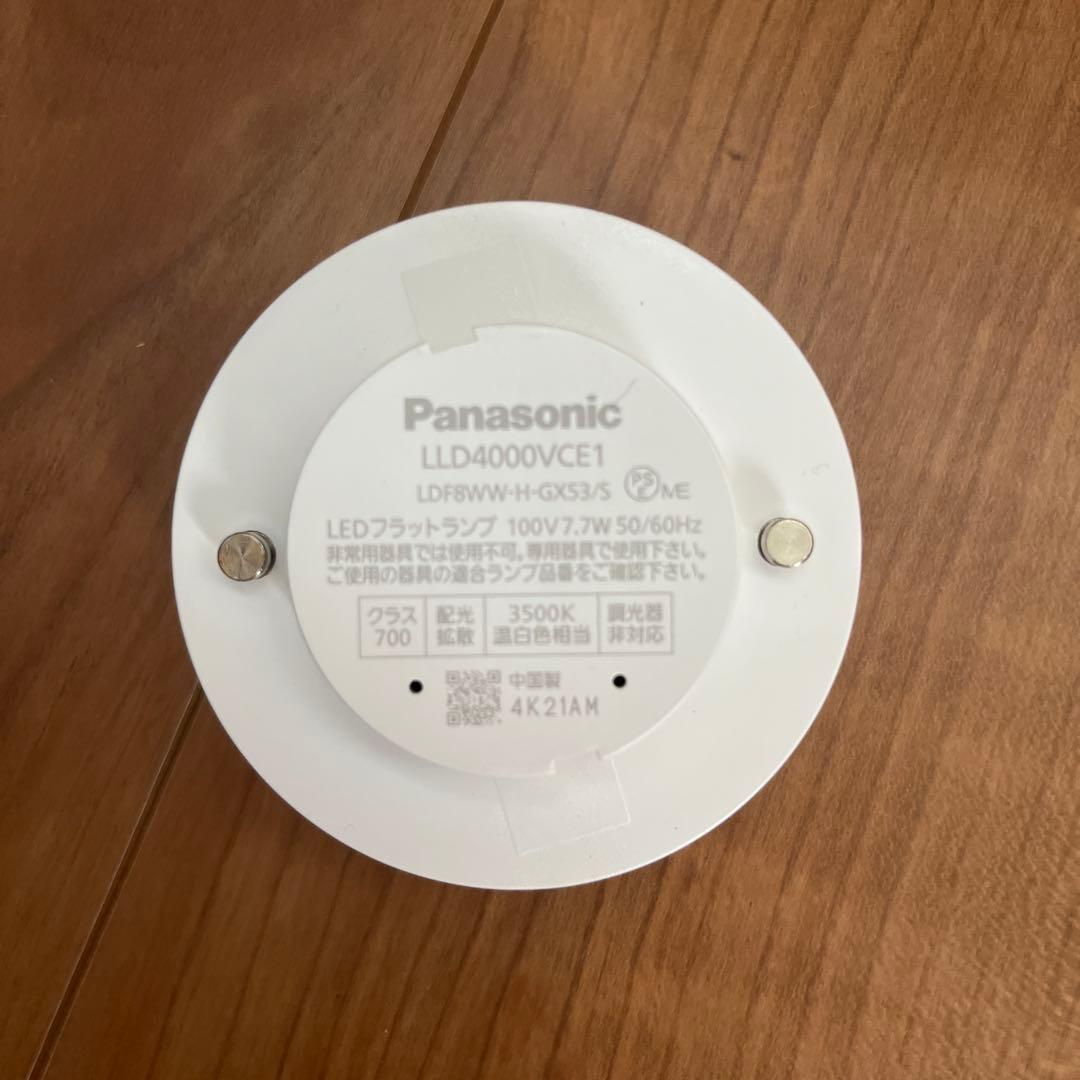 Panasonic
LLD4000VCE1
LDF8WW-H-GX53/S PSE ME
LEDフラットランプ 100V 7.7W 50/60Hz
非常用器具では使用不可。専用器具で使用下さい。
ご使用の器具の適合ランプ品番をご確認下さい。
クラス 700
配光 拡散
3500K 温白色相当
調光器 非対応
中国製
4K21AM